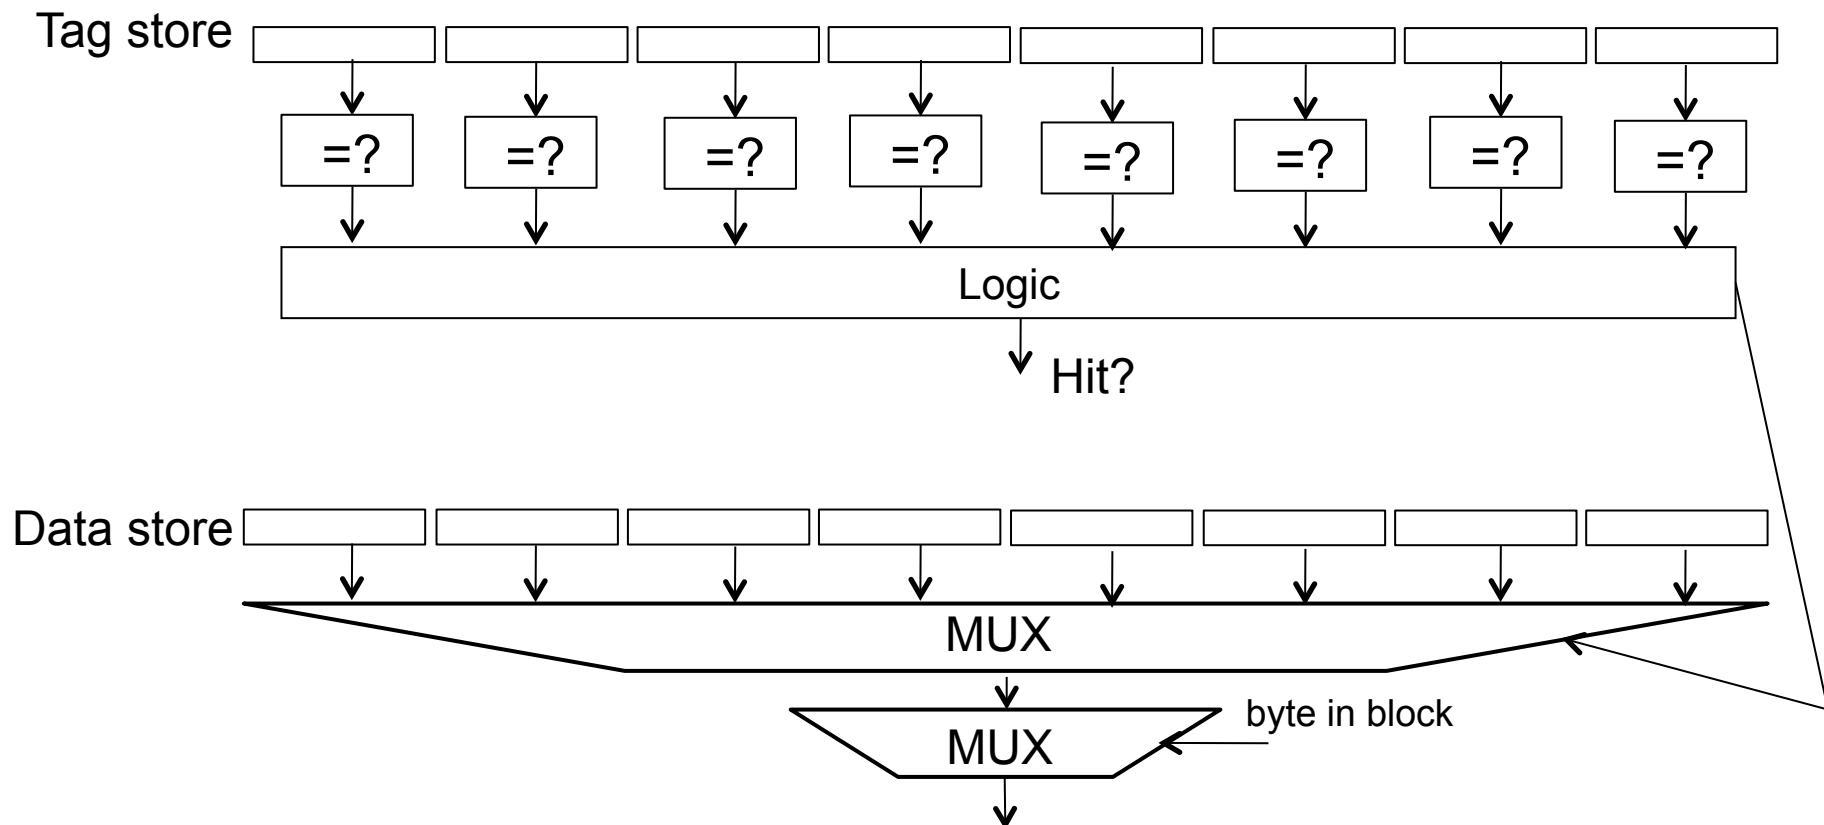 Tag store
=? =? =? =? =? =? =? =?
Logic
Hit?
Data store
MUX
byte in block
MUX